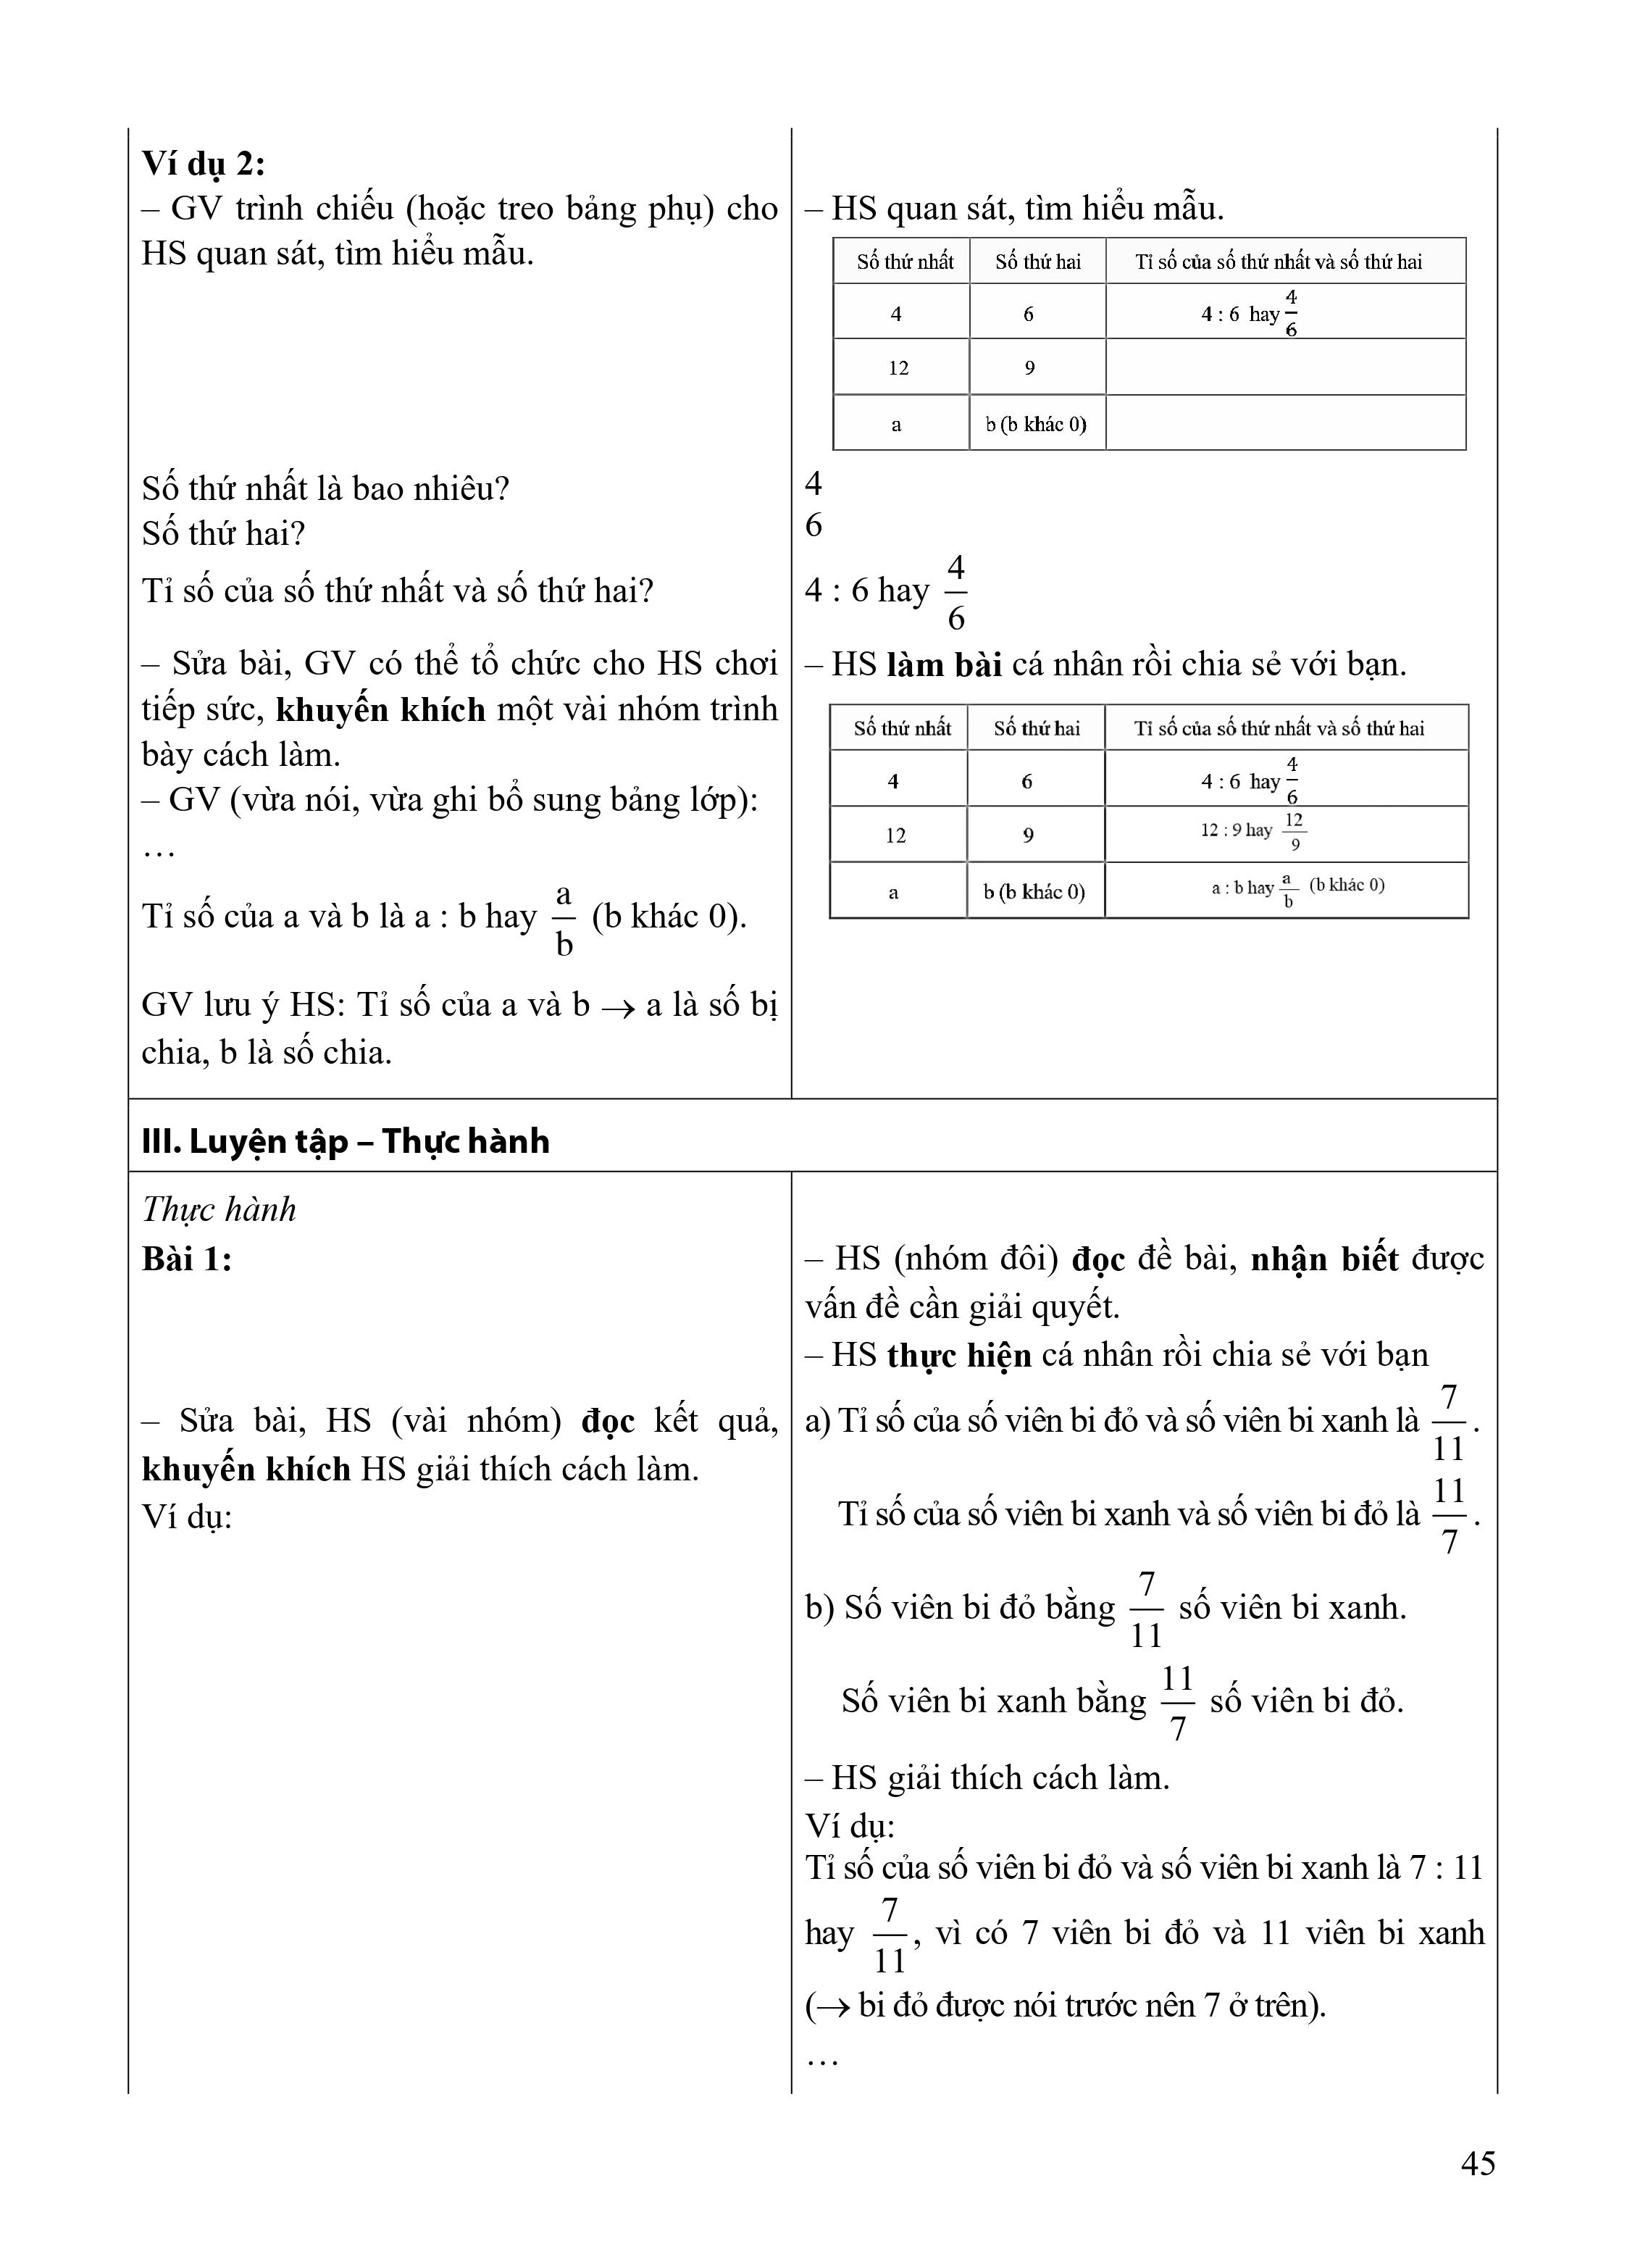 Ví dụ 2:
– GV trình chiếu (hoặc treo bảng phụ) cho
HS quan sát, tìm hiểu mẫu.
– HS quan sát, tìm hiểu mẫu.
Số thứ nhất Số thứ hai Tỉ số của số thứ nhất và số thứ hai
4 6 4 : 6 hay 4/6
12 9
a b (b khác 0)
Số thứ nhất là bao nhiêu?
4
Số thứ hai?
6
Tỉ số của số thứ nhất và số thứ hai?
4 : 6 hay 4/6
– Sửa bài, GV có thể tổ chức cho HS chơi
tiếp sức, khuyến khích một vài nhóm trình
bày cách làm.
– GV (vừa nói, vừa ghi bổ sung bảng lớp):
…
Tỉ số của a và b là a : b hay a/b (b khác 0).
GV lưu ý HS: Tỉ số của a và b → a là số bị
chia, b là số chia.
– HS làm bài cá nhân rồi chia sẻ với bạn.
Số thứ nhất Số thứ hai Tỉ số của số thứ nhất và số thứ hai
4 6 4 : 6 hay 4/6
12 9 12 : 9 hay 12/9
a b (b khác 0) a : b hay a/b (b khác 0)
III. Luyện tập – Thực hành
Thực hành
Bài 1:
– Sửa bài, HS (vài nhóm) đọc kết quả,
khuyến khích HS giải thích cách làm.
Ví dụ:
– HS (nhóm đôi) đọc đề bài, nhận biết được
vấn đề cần giải quyết.
– HS thực hiện cá nhân rồi chia sẻ với bạn
a) Tỉ số của số viên bi đỏ và số viên bi xanh là 7/11.
Tỉ số của số viên bi xanh và số viên bi đỏ là 11/7.
b) Số viên bi đỏ bằng 7/11 số viên bi xanh.
Số viên bi xanh bằng 11/7 số viên bi đỏ.
– HS giải thích cách làm.
Ví dụ:
Tỉ số của số viên bi đỏ và số viên bi xanh là 7 : 11
hay 7/11, vì có 7 viên bi đỏ và 11 viên bi xanh
(→ bi đỏ được nói trước nên 7 ở trên).
…
45